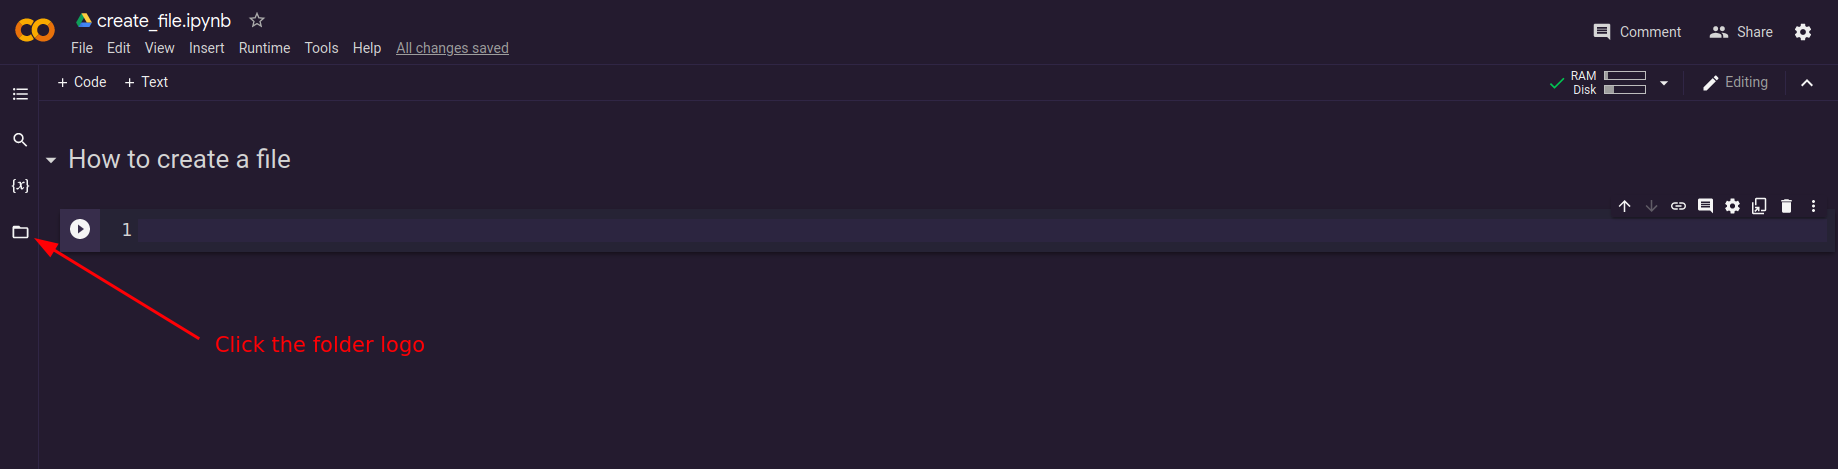 create_file.ipynb
File Edit View Insert Runtime Tools Help All changes saved
Comment Share
+ Code + Text
RAM
Disk
Editing
How to create a file
{x}
1
Click the folder logo